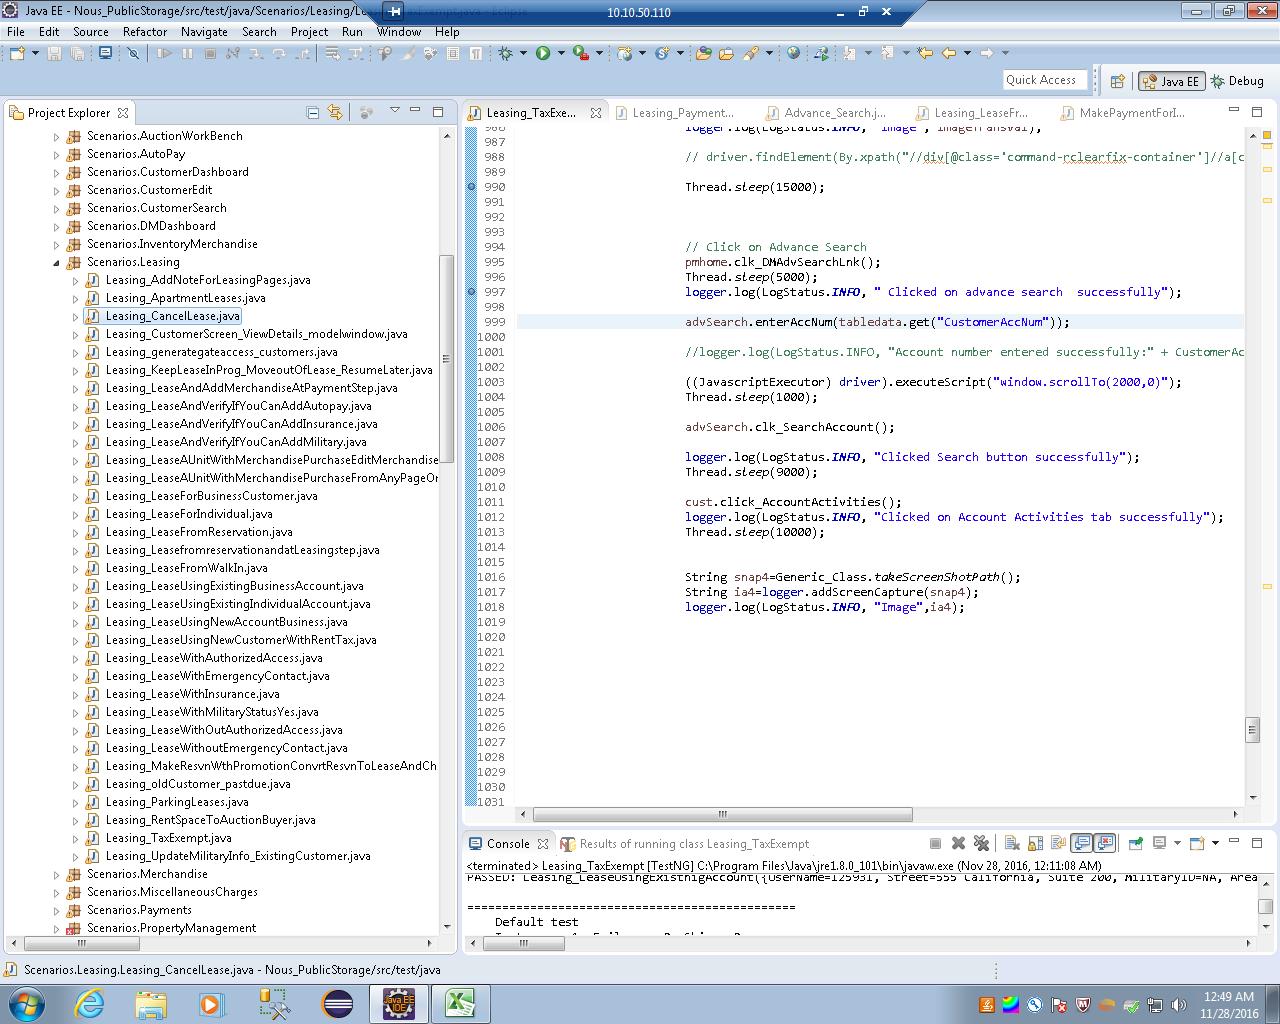 Java EE - Nous_PublicStorage/src/test/java/Scenarios/Leasing/Le
TaxExempt.java - Eclipse
10.10.50.110
File Edit Source Refactor Navigate Search Project Run Window Help
Quick Access
Java EE
Debug
Project Explorer
Scenarios.AuctionWorkBench
Scenarios.AutoPay
Scenarios.CustomerDashboard
Scenarios.CustomerEdit
Scenarios.CustomerSearch
Scenarios.DMDashboard
Scenarios.InventoryMerchandise
Scenarios.Leasing
Leasing_AddNoteForLeasingPages.java
Leasing_ApartmentLeases.java
Leasing_CancelLease.java
Leasing_CustomerScreen_ViewDetails_modelwindow.java
Leasing_generategateaccess_customers.java
Leasing_KeepLeaseInProg_MoveoutOfLease_ResumeLater.java
Leasing_LeaseAndAddMerchandiseAtPaymentStep.java
Leasing_LeaseAndVerifyIfYouCanAddAutopay.java
Leasing_LeaseAndVerifyIfYouCanAddInsurance.java
Leasing_LeaseAndVerifyIfYouCanAddMilitary.java
Leasing_LeaseAUnitWithMerchandisePurchaseEditMerchandise
Leasing_LeaseAUnitWithMerchandisePurchaseFromAnyPageOr
Leasing_LeaseForBusinessCustomer.java
Leasing_LeaseForIndividual.java
Leasing_LeaseFromReservation.java
Leasing_LeasefromreservationandatLeasingstep.java
Leasing_LeaseFromWalkIn.java
Leasing_LeaseUsingExistingBusinessAccount.java
Leasing_LeaseUsingExistingIndividualAccount.java
Leasing_LeaseUsingNewAccountBusiness.java
Leasing_LeaseUsingNewCustomerWithRentTax.java
Leasing_LeaseWithAuthorizedAccess.java
Leasing_LeaseWithEmergencyContact.java
Leasing_LeaseWithInsurance.java
Leasing_LeaseWithMilitaryStatusYes.java
Leasing_LeaseWithOutAuthorizedAccess.java
Leasing_LeaseWithoutEmergencyContact.java
Leasing_MakeResvnWthPromotionConvrtResvnToLeaseAndCh
Leasing_oldCustomer_pastdue.java
Leasing_ParkingLeases.java
Leasing_RentSpaceToAuctionBuyer.java
Leasing_TaxExempt.java
Leasing_UpdateMilitaryInfo_ExistingCustomer.java
Scenarios.Merchandise
Scenarios.MiscellaneousCharges
Scenarios.Payments
Scenarios.PropertyManagement
Leasing_TaxExe... Leasing_Payment... Advance_Search.j... Leasing_LeaseFr... MakePaymentForI...
986 logger.log(LogStatus.INFO, "Image", imageTransval);
987
988 // driver.findElement(By.xpath("//div[@class='command-rclearfix-container']//a[c
989
990 Thread.sleep(15000);
991
992
993
994 // Click on Advance Search
995 pmhome.clk_DMAdvSearchLnk();
996 Thread.sleep(5000);
997 logger.log(LogStatus.INFO, " Clicked on advance search  successfully");
998
999 advSearch.enterAccNum(tabledata.get("CustomerAccNum"));
1000
1001 //logger.log(LogStatus.INFO, "Account number entered successfully:" + CustomerAc
1002
1003 ((JavascriptExecutor) driver).executeScript("window.scrollTo(2000,0)");
1004 Thread.sleep(1000);
1005
1006 advSearch.clk_SearchAccount();
1007
1008 logger.log(LogStatus.INFO, "Clicked Search button successfully");
1009 Thread.sleep(9000);
1010
1011 cust.click_AccountActivities();
1012 logger.log(LogStatus.INFO, "Clicked on Account Activities tab successfully");
1013 Thread.sleep(10000);
1014
1015
1016 String snap4=Generic_Class.takeScreenShotPath();
1017 String ia4=logger.addScreenCapture(snap4);
1018 logger.log(LogStatus.INFO, "Image",ia4);
1019
1020
1021
1022
1023
1024
1025
1026
1027
1028
1029
1030
1031
Console Results of running class Leasing_TaxExempt
<terminated> Leasing_TaxExempt [TestNG] C:\Program Files\Java\jre1.8.0_101\bin\javaw.exe (Nov 28, 2016, 12:11:08 AM)
PASSED: Leasing_LeaseUsingExisthigAccount({UserName=125931, Street=555 California, Suite 200, MilitaryID=NA, Area
===============================================
Default test
Scenarios.Leasing.Leasing_CancelLease.java - Nous_PublicStorage/src/test/java
Java EE IDE
12:49 AM
11/28/2016